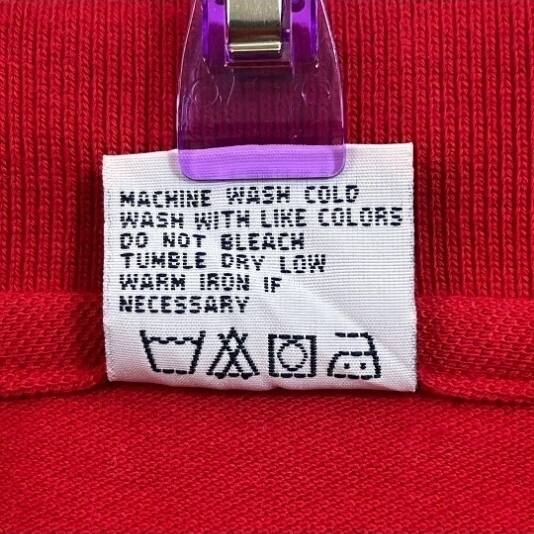 MACHINE WASH COLD
WASH WITH LIKE COLORS
DO NOT BLEACH
TUMBLE DRY LOW
WARM IRON IF
NECESSARY